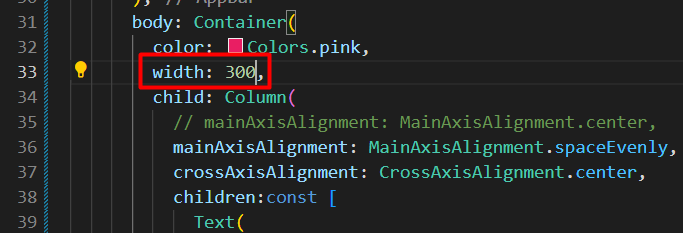 30 ), // AppBar
31 body: Container(
32 color: Colors.pink,
33 width: 300,
34 child: Column(
35 // mainAxisAlignment: MainAxisAlignment.center,
36 mainAxisAlignment: MainAxisAlignment.spaceEvenly,
37 crossAxisAlignment: CrossAxisAlignment.center,
38 children:const [
39 Text(